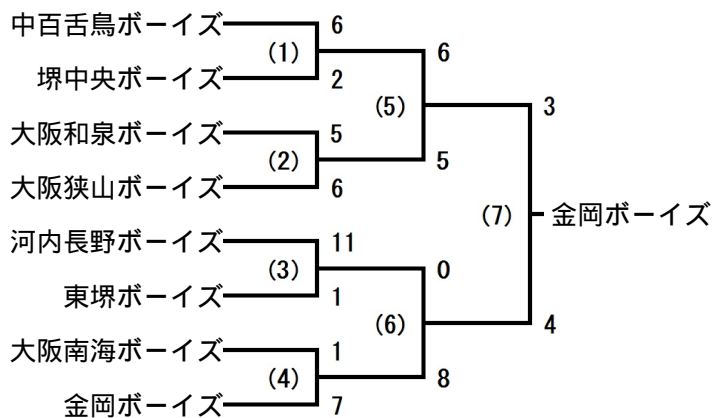 中百舌鳥ボーイズ 6
(1) 6
堺中央ボーイズ 2
(5) 3
大阪和泉ボーイズ 5
(2) 5
大阪狭山ボーイズ 6
(7) 金岡ボーイズ
河内長野ボーイズ 11
(3) 0
東堺ボーイズ 1
(6) 4
大阪南海ボーイズ 1
(4) 8
金岡ボーイズ 7